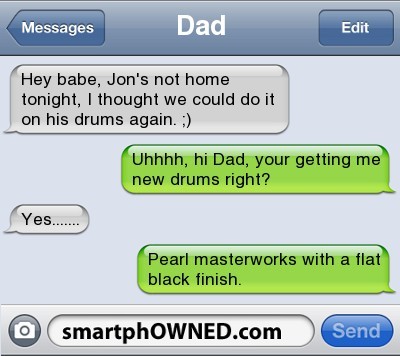 Messages
Dad
Edit
Hey babe, Jon's not home
tonight, I thought we could do it
on his drums again. ;)
Uhhhh, hi Dad, your getting me
new drums right?
Yes.......
Pearl masterworks with a flat
black finish.
smartphOWNED.com
Send